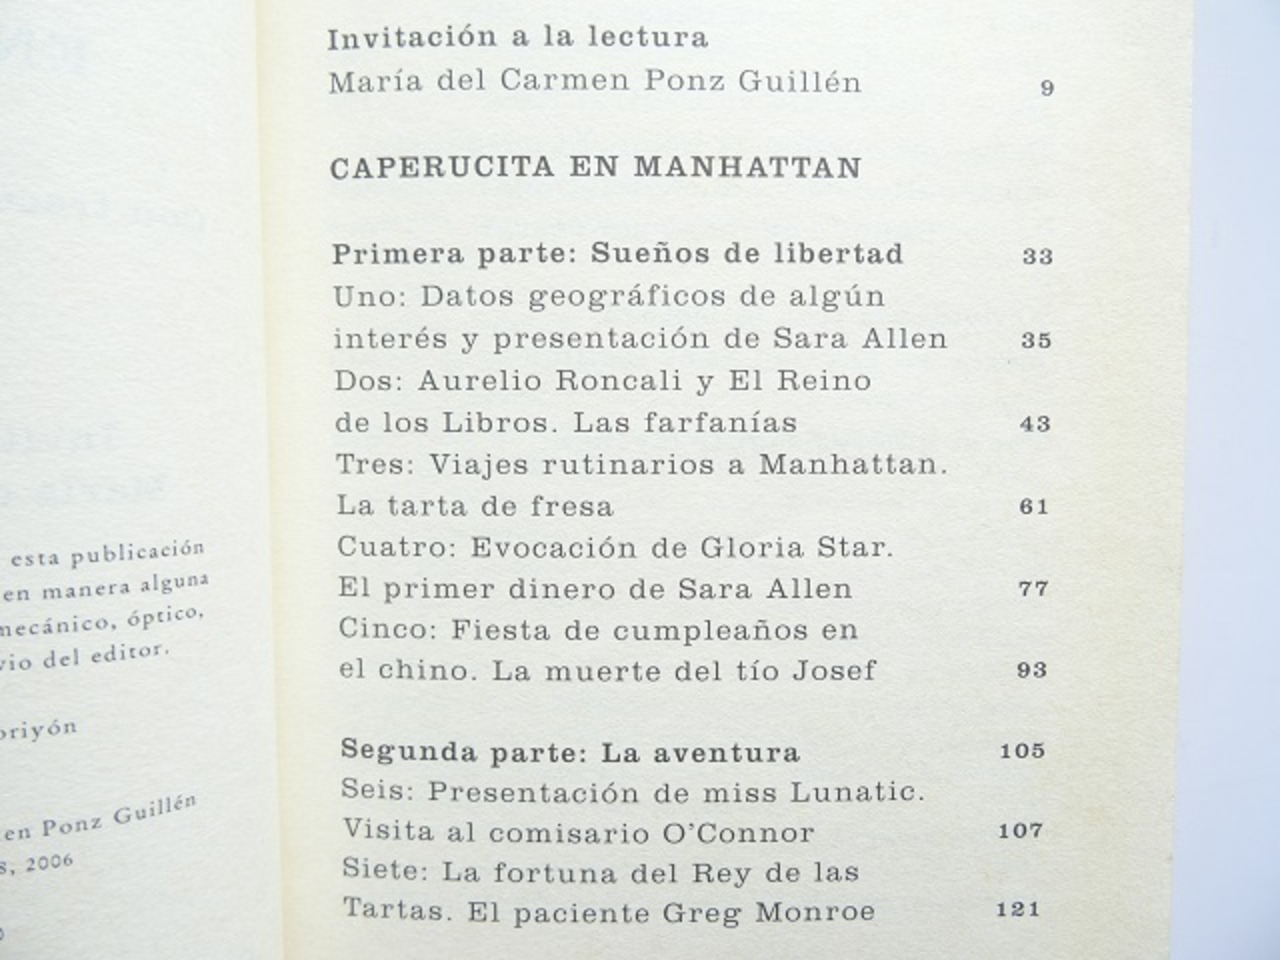 esta publicación
en manera alguna
mecánico, óptico,
del editor.
Ponz Guillén
2006
Invitación a la lectura
María del Carmen Ponz Guillén 9
CAPERUCITA EN MANHATTAN
Primera parte: Sueños de libertad 33
Uno: Datos geográficos de algún
interés y presentación de Sara Allen 35
Dos: Aurelio Roncali y El Reino
de los Libros. Las farfanías 43
Tres: Viajes rutinarios a Manhattan.
La tarta de fresa 61
Cuatro: Evocación de Gloria Star.
El primer dinero de Sara Allen 77
Cinco: Fiesta de cumpleaños en
el chino. La muerte del tío Josef 93
Segunda parte: La aventura 105
Seis: Presentación de miss Lunatic.
Visita al comisario O'Connor 107
Siete: La fortuna del Rey de las
Tartas. El paciente Greg Monroe 121